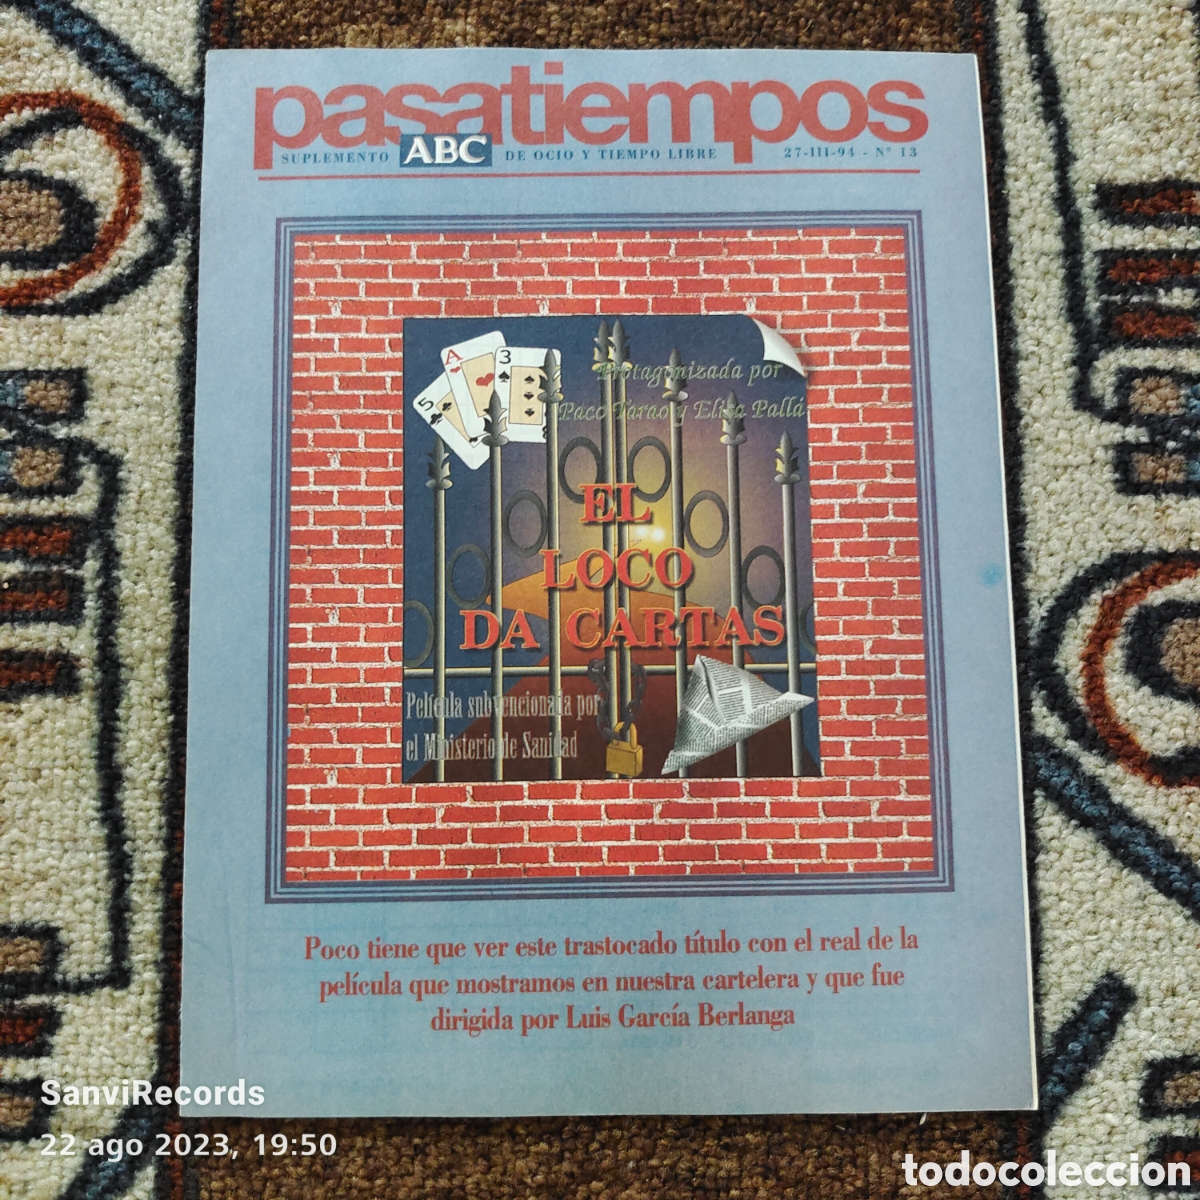 pasatiempos
SUPLEMENTO ABC DE OCIO Y TIEMPO LIBRE 27-III-94 - Nº 13
A
3
5
Protagonizada por
Paco Tarao y Elisa Pallá
EL
LOCO
DA CARTAS
Película subvencionada por
el Ministerio de Sanidad
Poco tiene que ver este trastocado título con el real de la
película que mostramos en nuestra cartelera y que fue
dirigida por Luis García Berlanga
SanviRecords
22 ago 2023, 19:50
todocoleccion